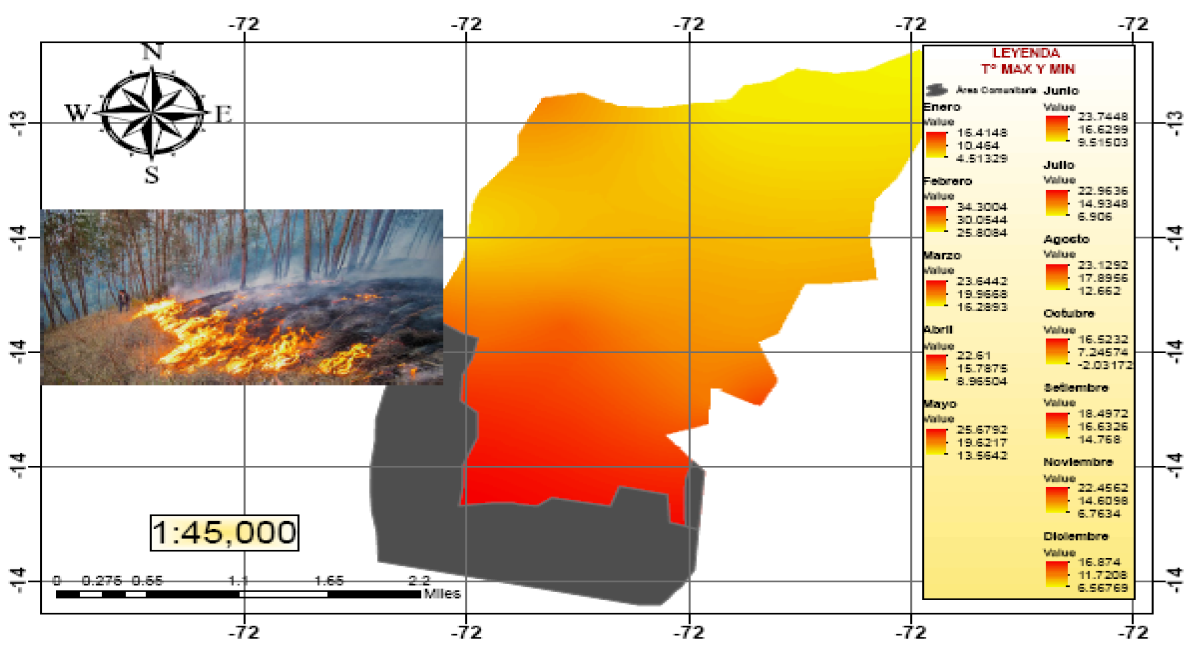 -72 -72 -72 -72 -72
N
W E
S
-13
-14
-14
-14
-14
1:45,000
0 0.275 0.55 1.1 1.65 2.2
Miles
LEYENDA
Tº MAX Y MIN
Área Comunitaria
Enero
Value
16.4148
10.464
4.51329
Febrero
Value
34.3004
30.0544
25.8084
Marzo
Value
23.6442
19.9668
16.2893
Abril
Value
22.61
15.7875
8.96504
Mayo
Value
25.6792
19.6217
13.5642
Junio
Value
23.7448
16.6299
9.51503
Julio
Value
22.9636
14.9348
6.906
Agosto
Value
23.1292
17.8956
12.662
Octubre
Value
16.5232
7.24574
-2.03172
Setiembre
Value
18.4972
16.6326
14.768
Noviembre
Value
22.4562
14.6098
6.7634
Diciembre
Value
16.874
11.7208
6.56769
-13
-14
-14
-14
-14
-72 -72 -72 -72 -72